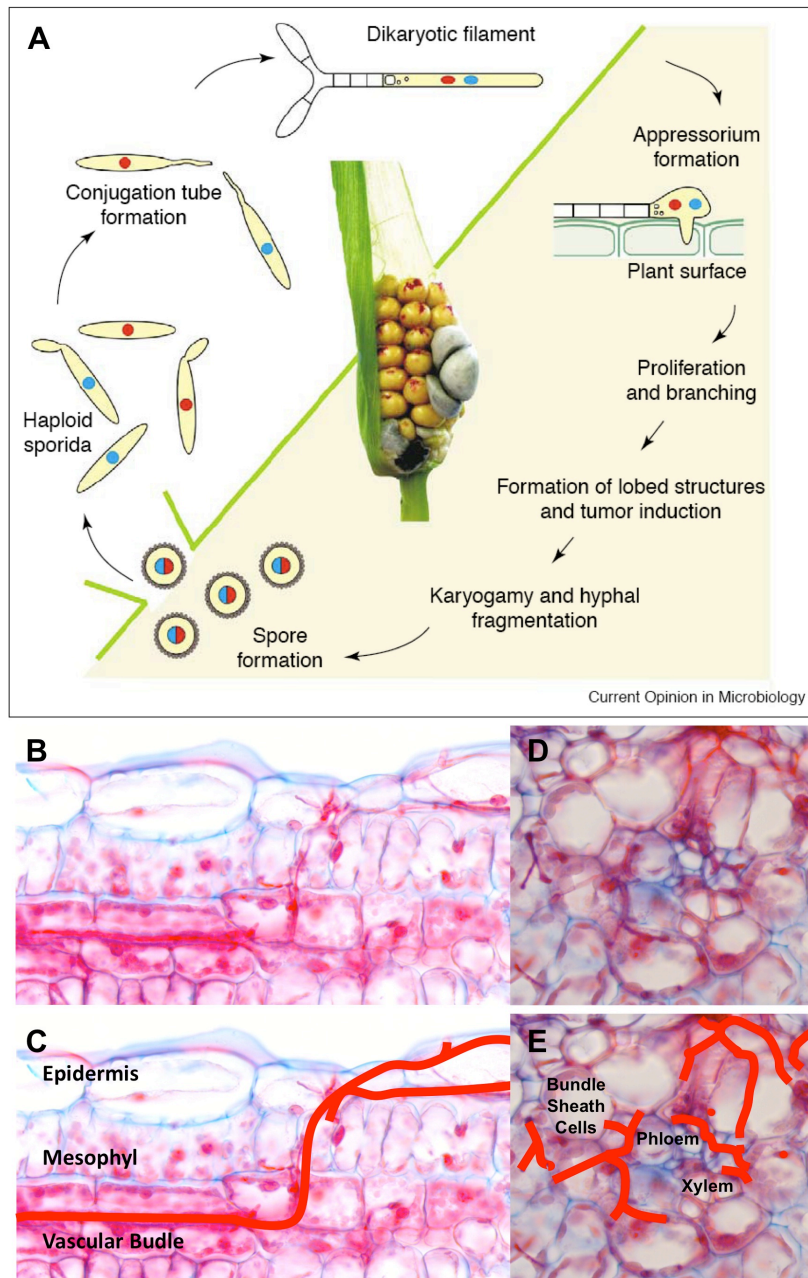 A
Dikaryotic filament
Appressorium
formation
Conjugation tube
formation
Plant surface
Proliferation
and branching
Haploid
sporida
Formation of lobed structures
and tumor induction
Karyogamy and hyphal
fragmentation
Spore
formation
Current Opinion in Microbiology
B
D
C
Epidermis
Mesophyl
Vascular Budle
E
Bundle
Sheath
Cells
Phloem
Xylem